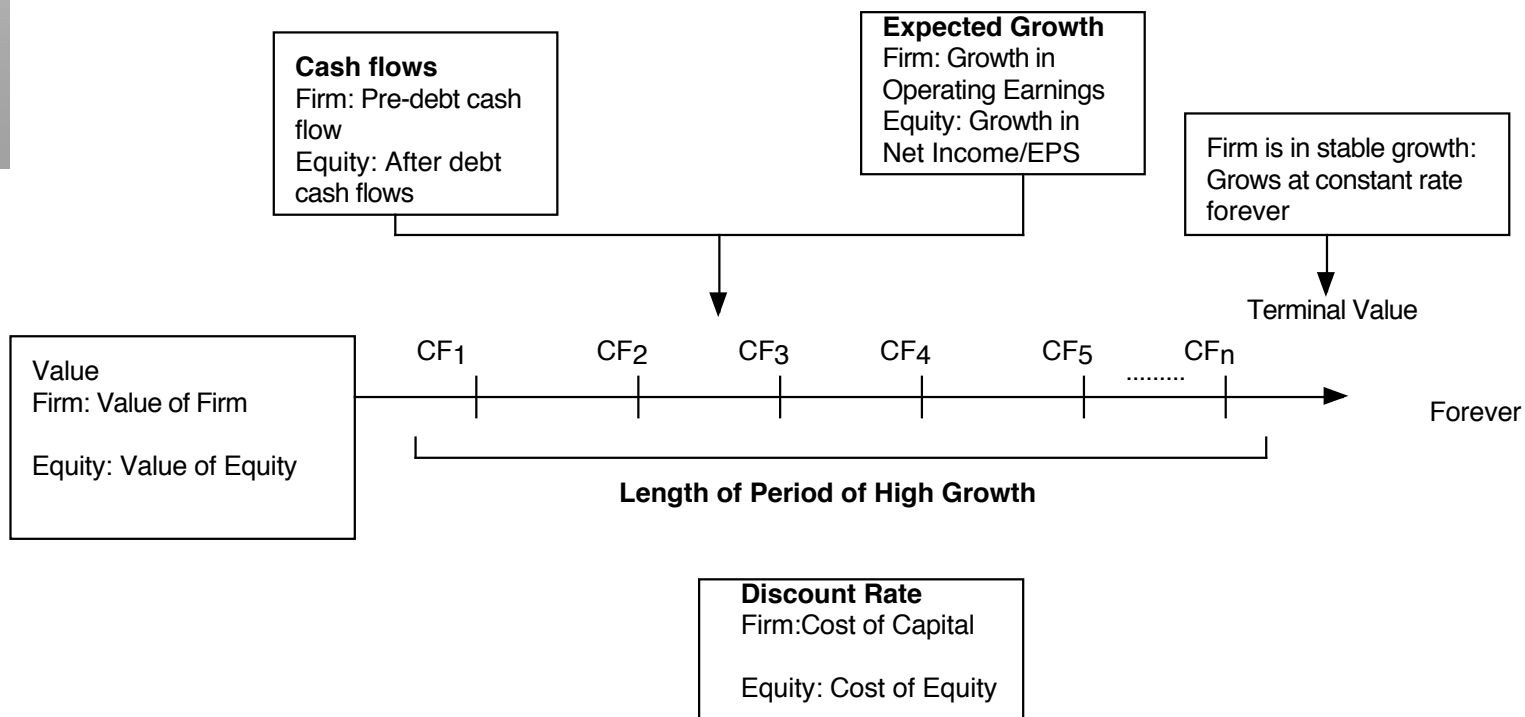 Cash flows
Firm: Pre-debt cash
flow
Equity: After debt
cash flows
Expected Growth
Firm: Growth in
Operating Earnings
Equity: Growth in
Net Income/EPS
Firm is in stable growth:
Grows at constant rate
forever
Terminal Value
CF1 CF2 CF3 CF4 CF5 ......... CFn
Forever
Value
Firm: Value of Firm
Equity: Value of Equity
Length of Period of High Growth
Discount Rate
Firm:Cost of Capital
Equity: Cost of Equity